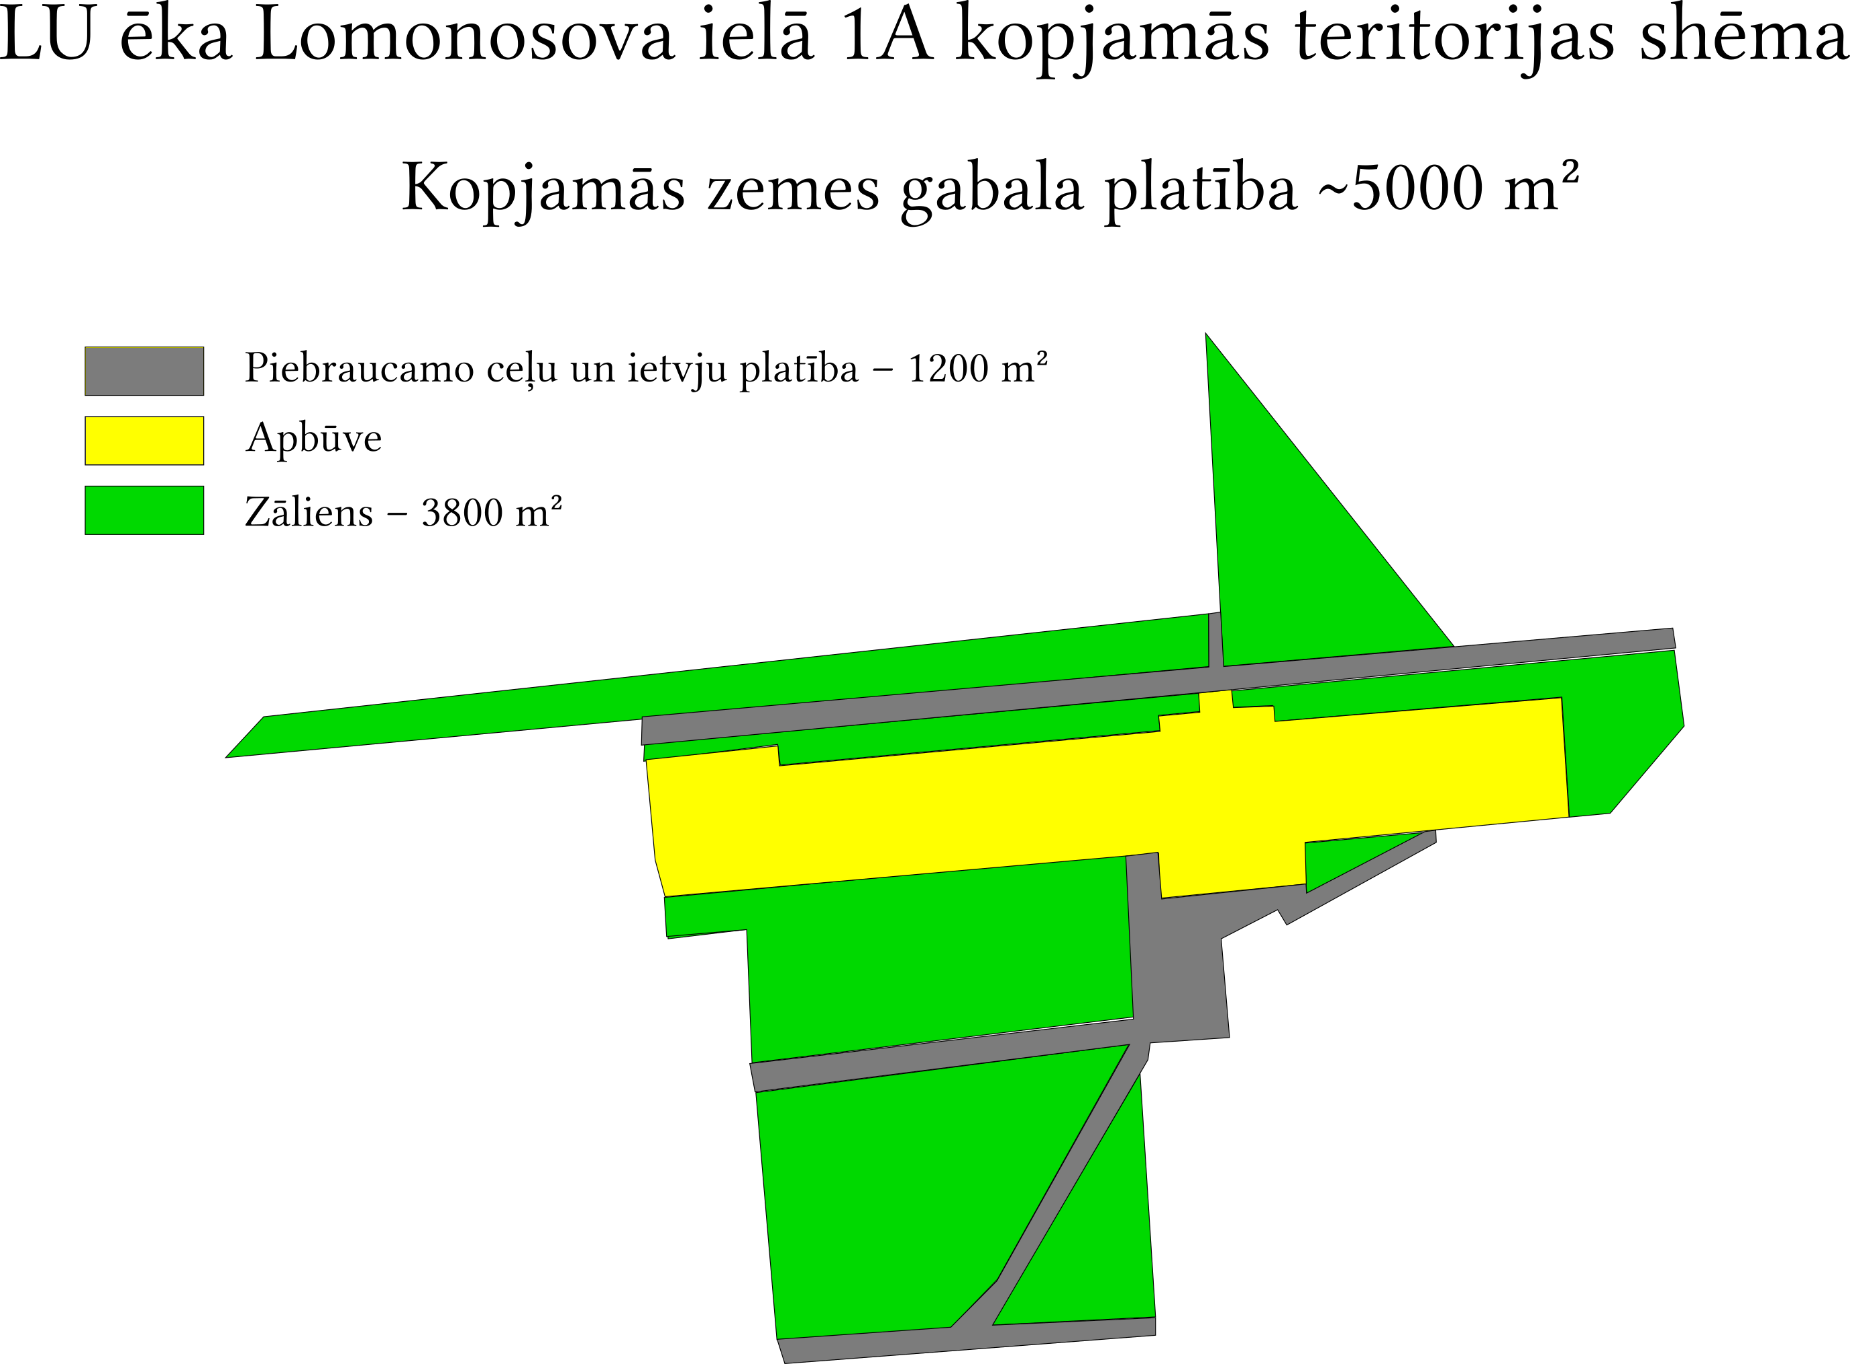 LU ēka Lomonosova ielā 1A kopjamās teritorijas shēma
Kopjamās zemes gabala platība ~5000 m²
Piebraucamo ceļu un ietvju platība – 1200 m²
Apbūve
Zāliens – 3800 m²